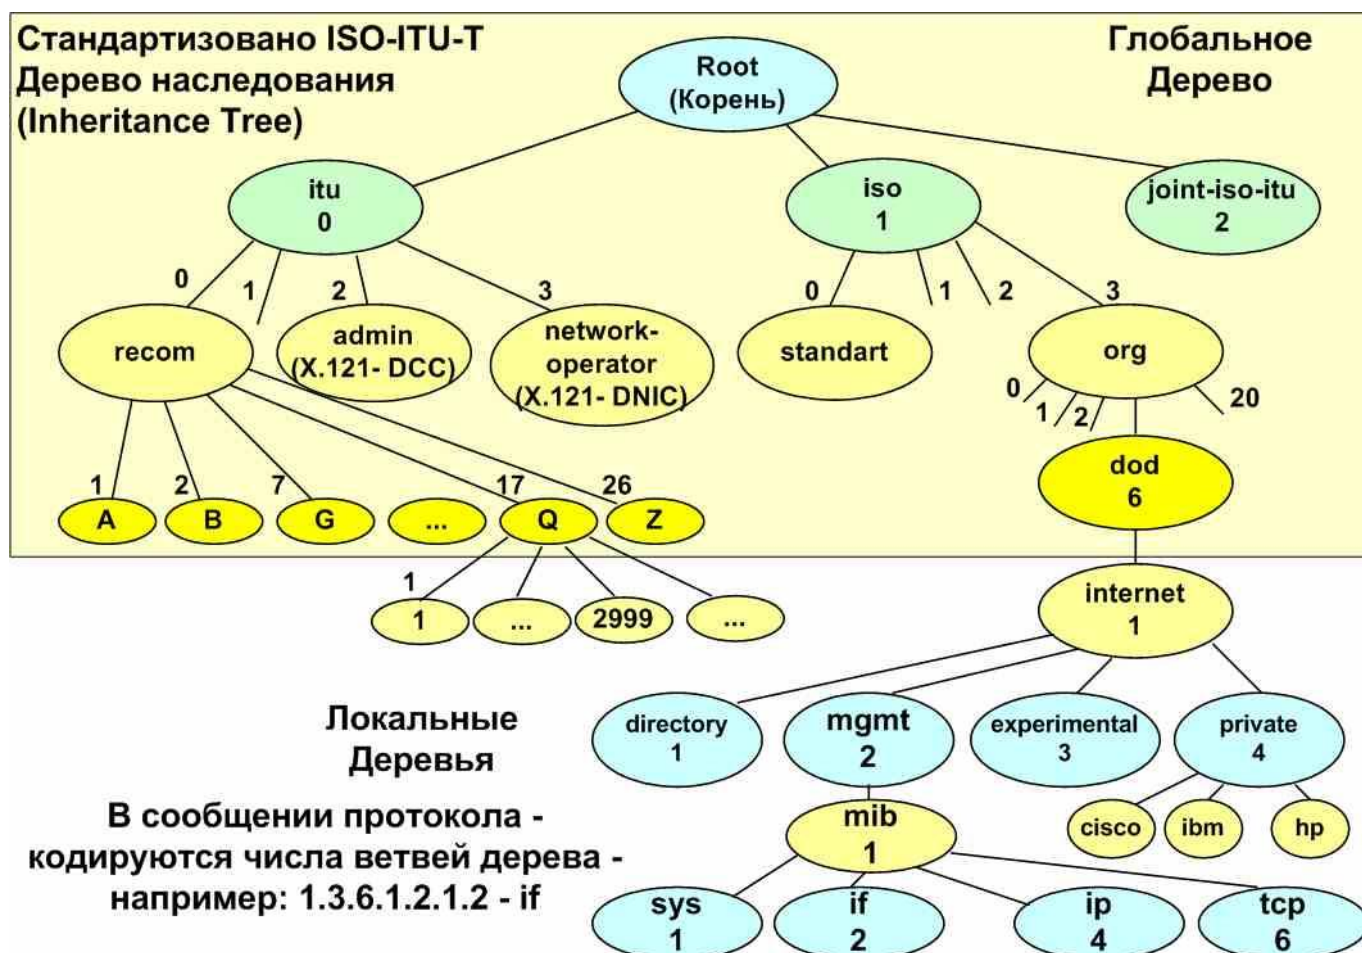 Стандартизовано ISO-ITU-T
Дерево наследования
(Inheritance Tree)
Глобальное
Дерево
Root
(Корень)
itu
0
iso
1
joint-iso-itu
2
0
1
2
3
0
1
2
3
recom
admin
(X.121- DCC)
network-
operator
(X.121- DNIC)
standart
org
0
1
2
20
dod
6
1
2
7
17
26
A
B
G
...
Q
Z
internet
1
1
1
...
2999
...
Локальные
Деревья
directory
1
mgmt
2
experimental
3
private
4
mib
1
cisco
ibm
hp
В сообщении протокола -
кодируются числа ветвей дерева -
например: 1.3.6.1.2.1.2 - if
sys
1
if
2
ip
4
tcp
6